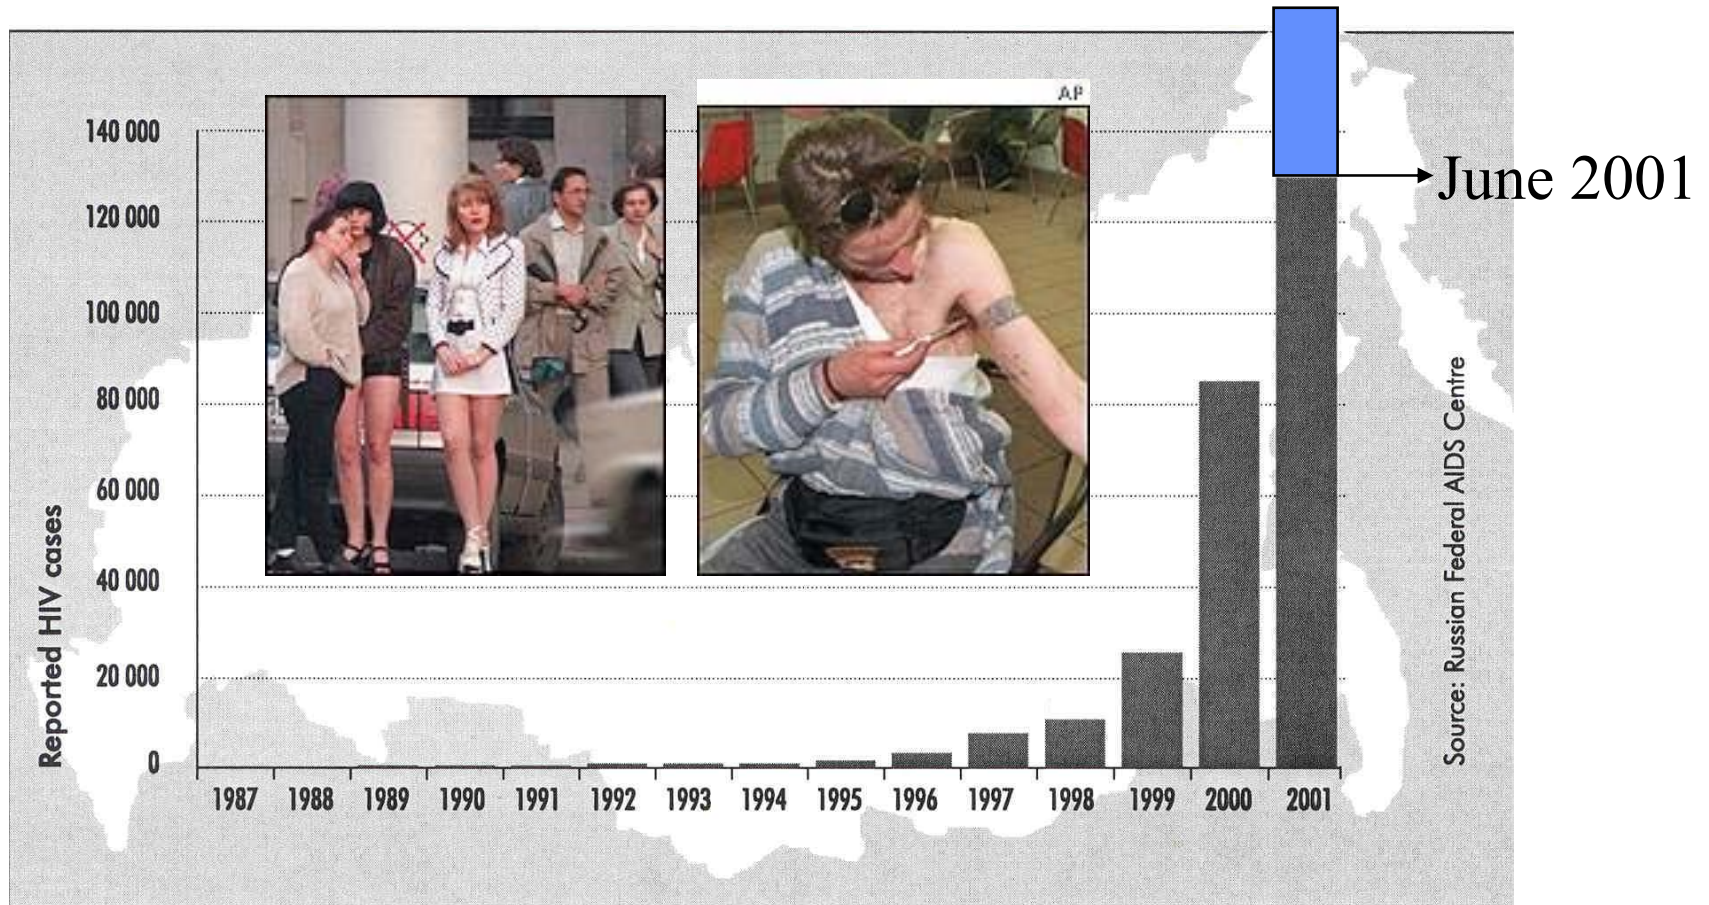 AP
140 000
120 000
100 000
80 000
60 000
40 000
20 000
0
Reported HIV cases
1987 1988 1989 1990 1991 1992 1993 1994 1995 1996 1997 1998 1999 2000 2001
June 2001
Source: Russian Federal AIDS Centre